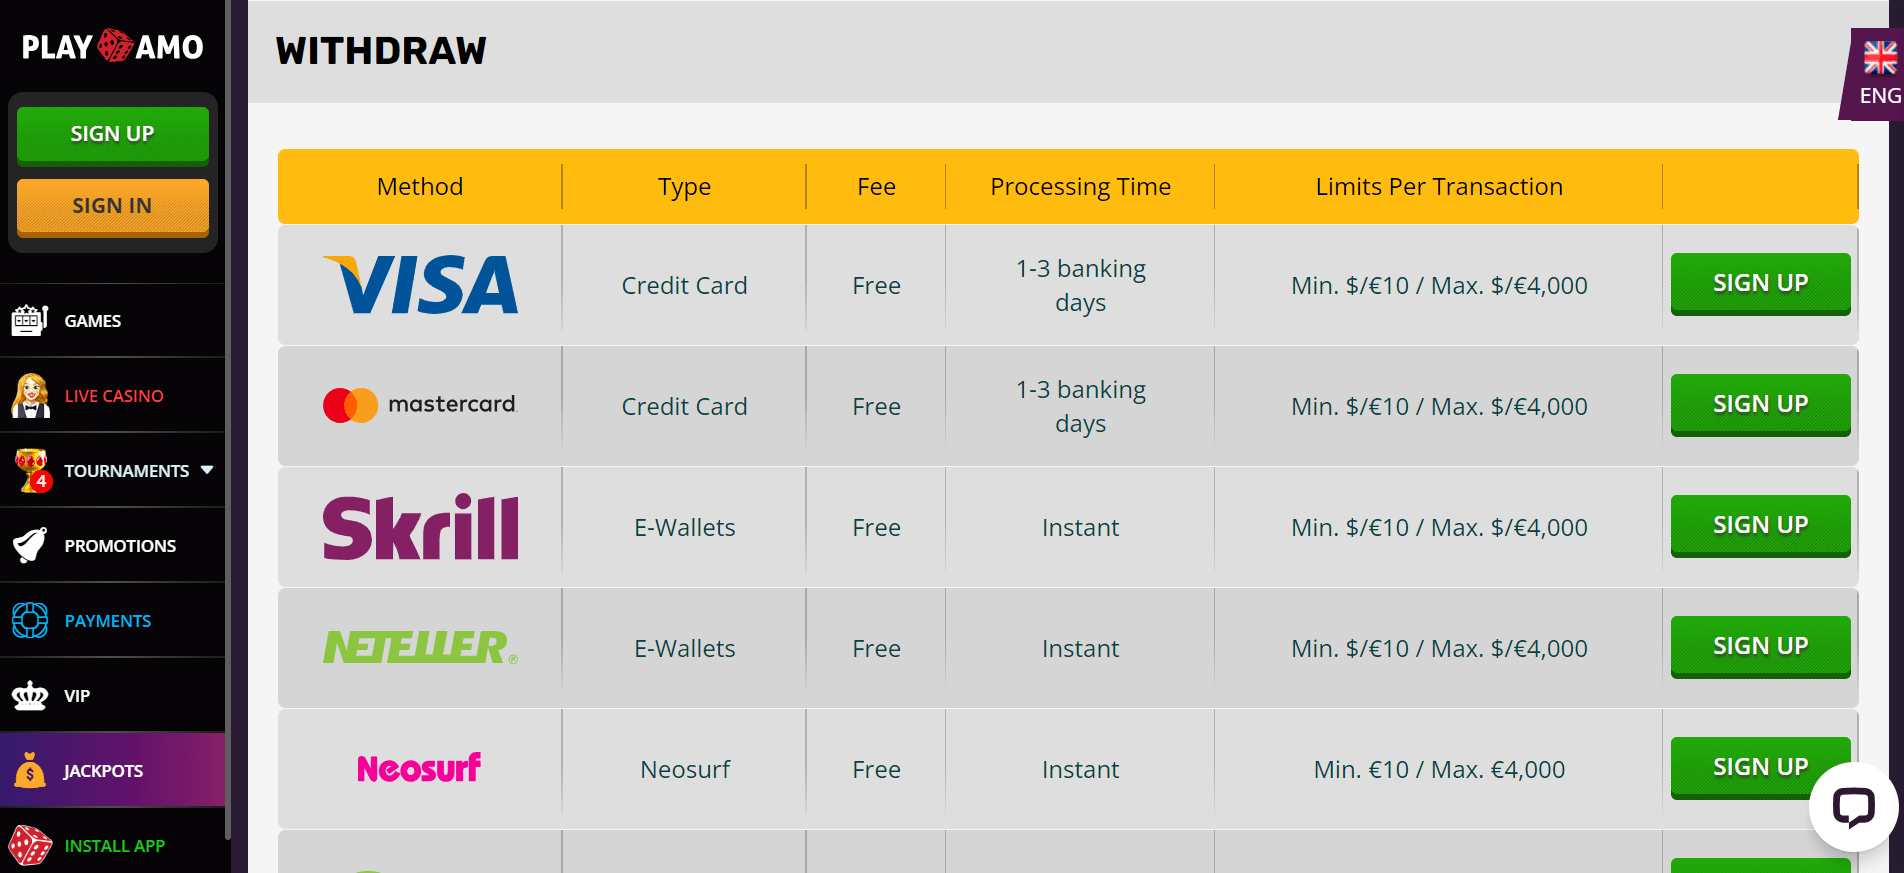 PLAY AMO
SIGN UP
SIGN IN
GAMES
LIVE CASINO
TOURNAMENTS
4
PROMOTIONS
PAYMENTS
VIP
$
JACKPOTS
INSTALL APP
WITHDRAW
ENG
Method Type Fee Processing Time Limits Per Transaction
VISA Credit Card Free 1-3 banking days Min. $/€10 / Max. $/€4,000 SIGN UP
mastercard Credit Card Free 1-3 banking days Min. $/€10 / Max. $/€4,000 SIGN UP
Skrill E-Wallets Free Instant Min. $/€10 / Max. $/€4,000 SIGN UP
NETELLER® E-Wallets Free Instant Min. $/€10 / Max. $/€4,000 SIGN UP
Neosurf Neosurf Free Instant Min. €10 / Max. €4,000 SIGN UP